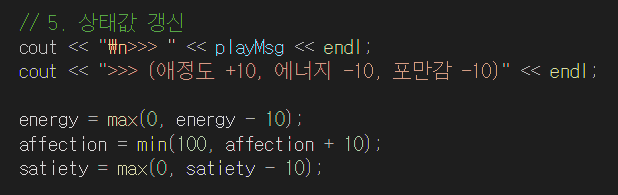 // 5. 상태값 갱신
cout << "₩n>>> " << playMsg << endl;
cout << ">>> (애정도 +10, 에너지 -10, 포만감 -10)" << endl;
energy = max(0, energy - 10);
affection = min(100, affection + 10);
satiety = max(0, satiety - 10);